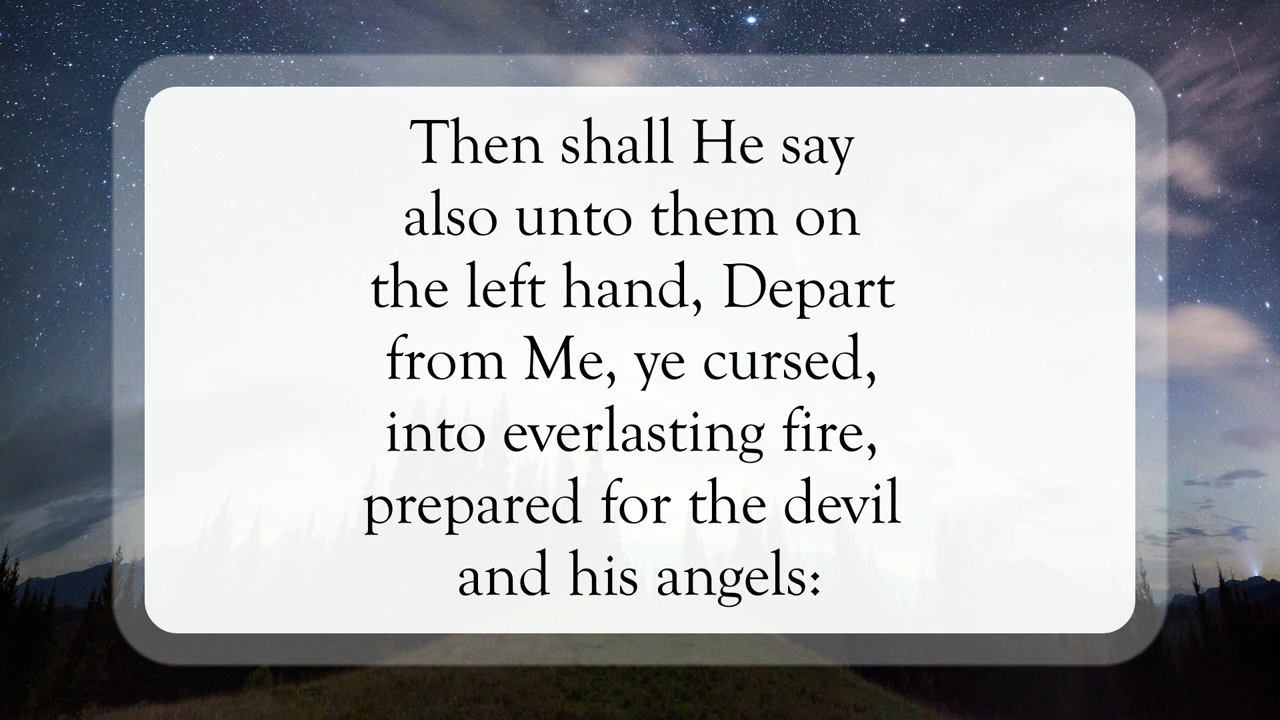 Then shall He say
also unto them on
the left hand, Depart
from Me, ye cursed,
into everlasting fire,
prepared for the devil
and his angels: